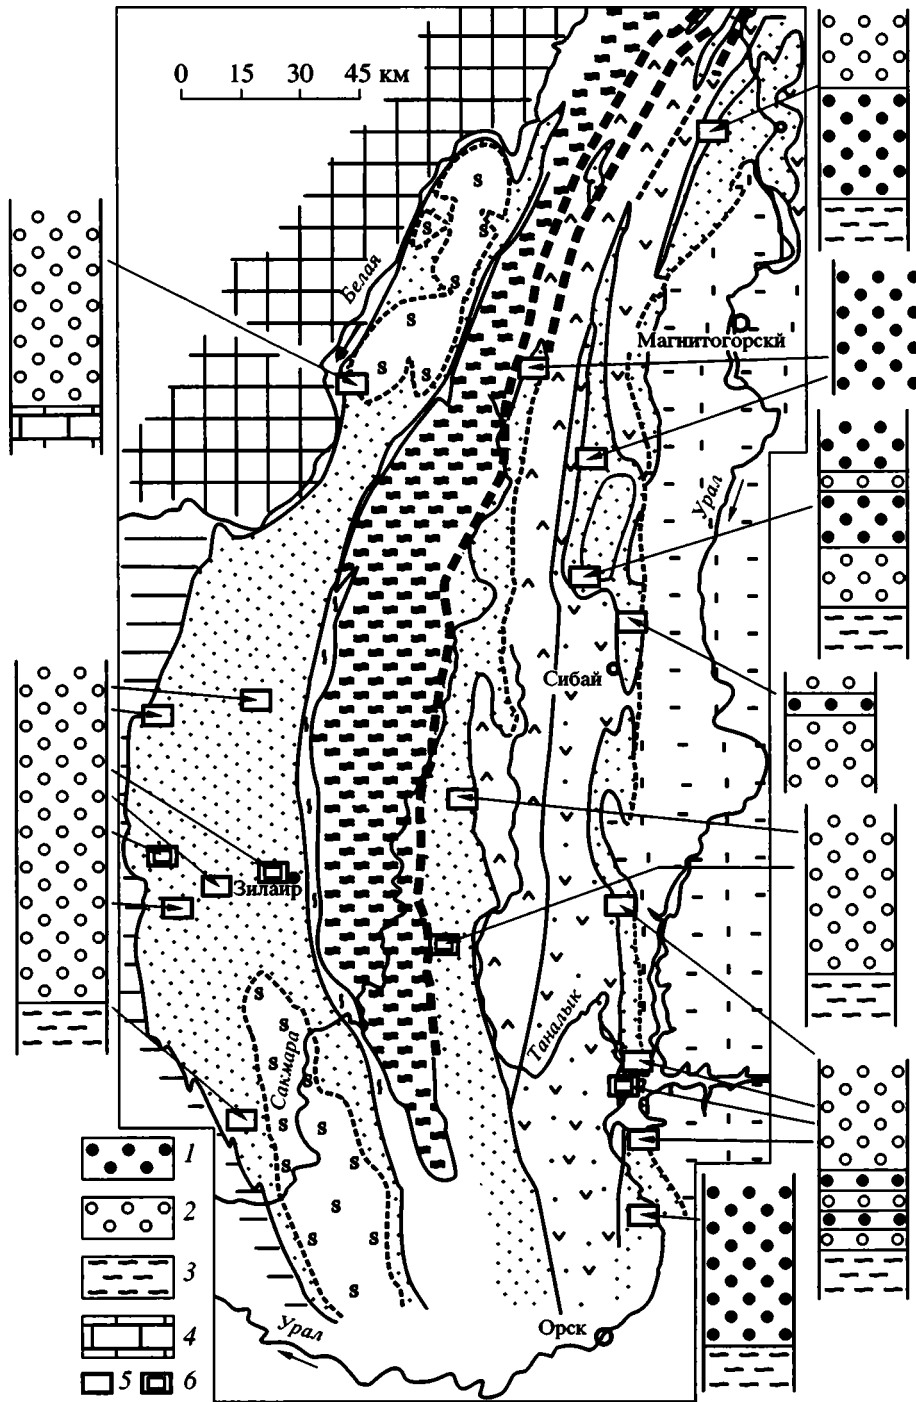 0 15 30 45 км
Белая
Магнитогорскй
Урал
Сибай
Зилаир
Таналык
Сакмара
1
2
3
4
5 6
Урал
Орск